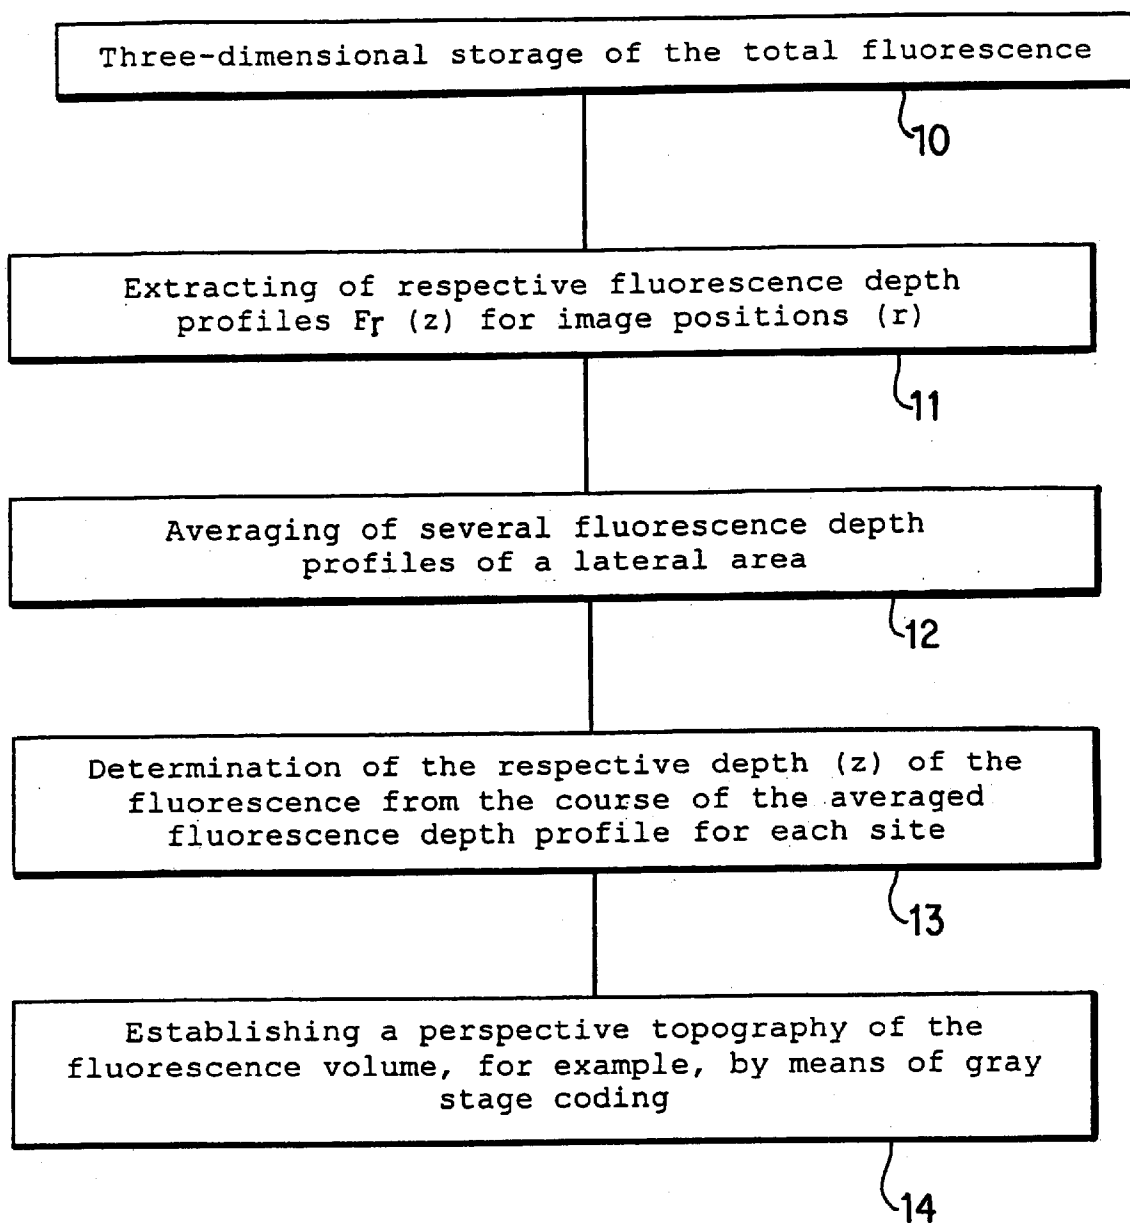 Three-dimensional storage of the total fluorescence
10
Extracting of respective fluorescence depth
profiles Fr (z) for image positions (r)
11
Averaging of several fluorescence depth
profiles of a lateral area
12
Determination of the respective depth (z) of the
fluorescence from the course of the averaged
fluorescence depth profile for each site
13
Establishing a perspective topography of the
fluorescence volume, for example, by means of gray
stage coding
14